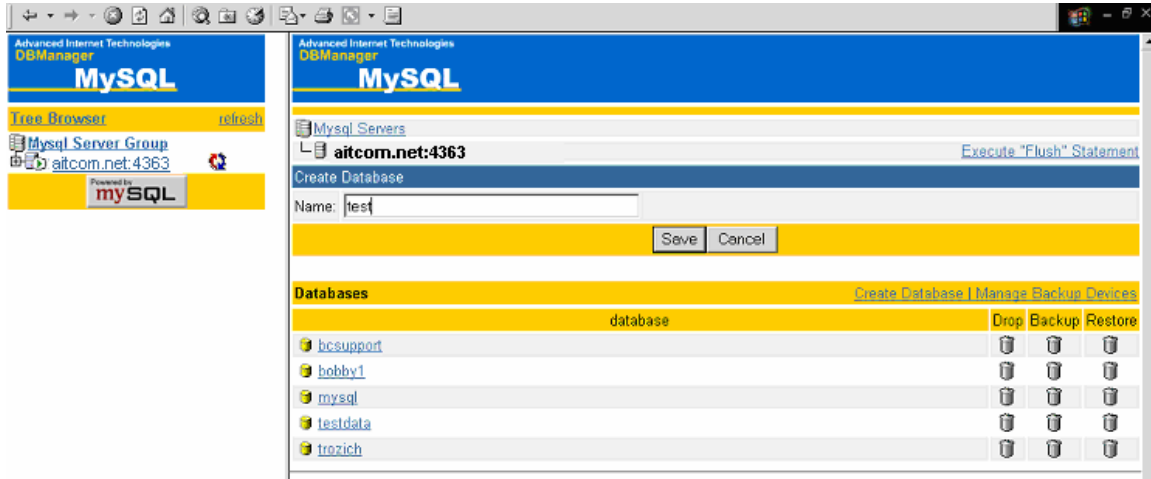 Advanced Internet Technologies
DBManager
MySQL
Tree Browser refresh
Mysql Server Group
aitcom.net:4363
Powered by
mySQL
Advanced Internet Technologies
DBManager
MySQL
Mysql Servers
aitcom.net:4363 Execute "Flush" Statement
Create Database
Name: test
Save Cancel
Databases Create Database | Manage Backup Devices
database Drop Backup Restore
bcsupport
bobby1
mysql
testdata
trozich